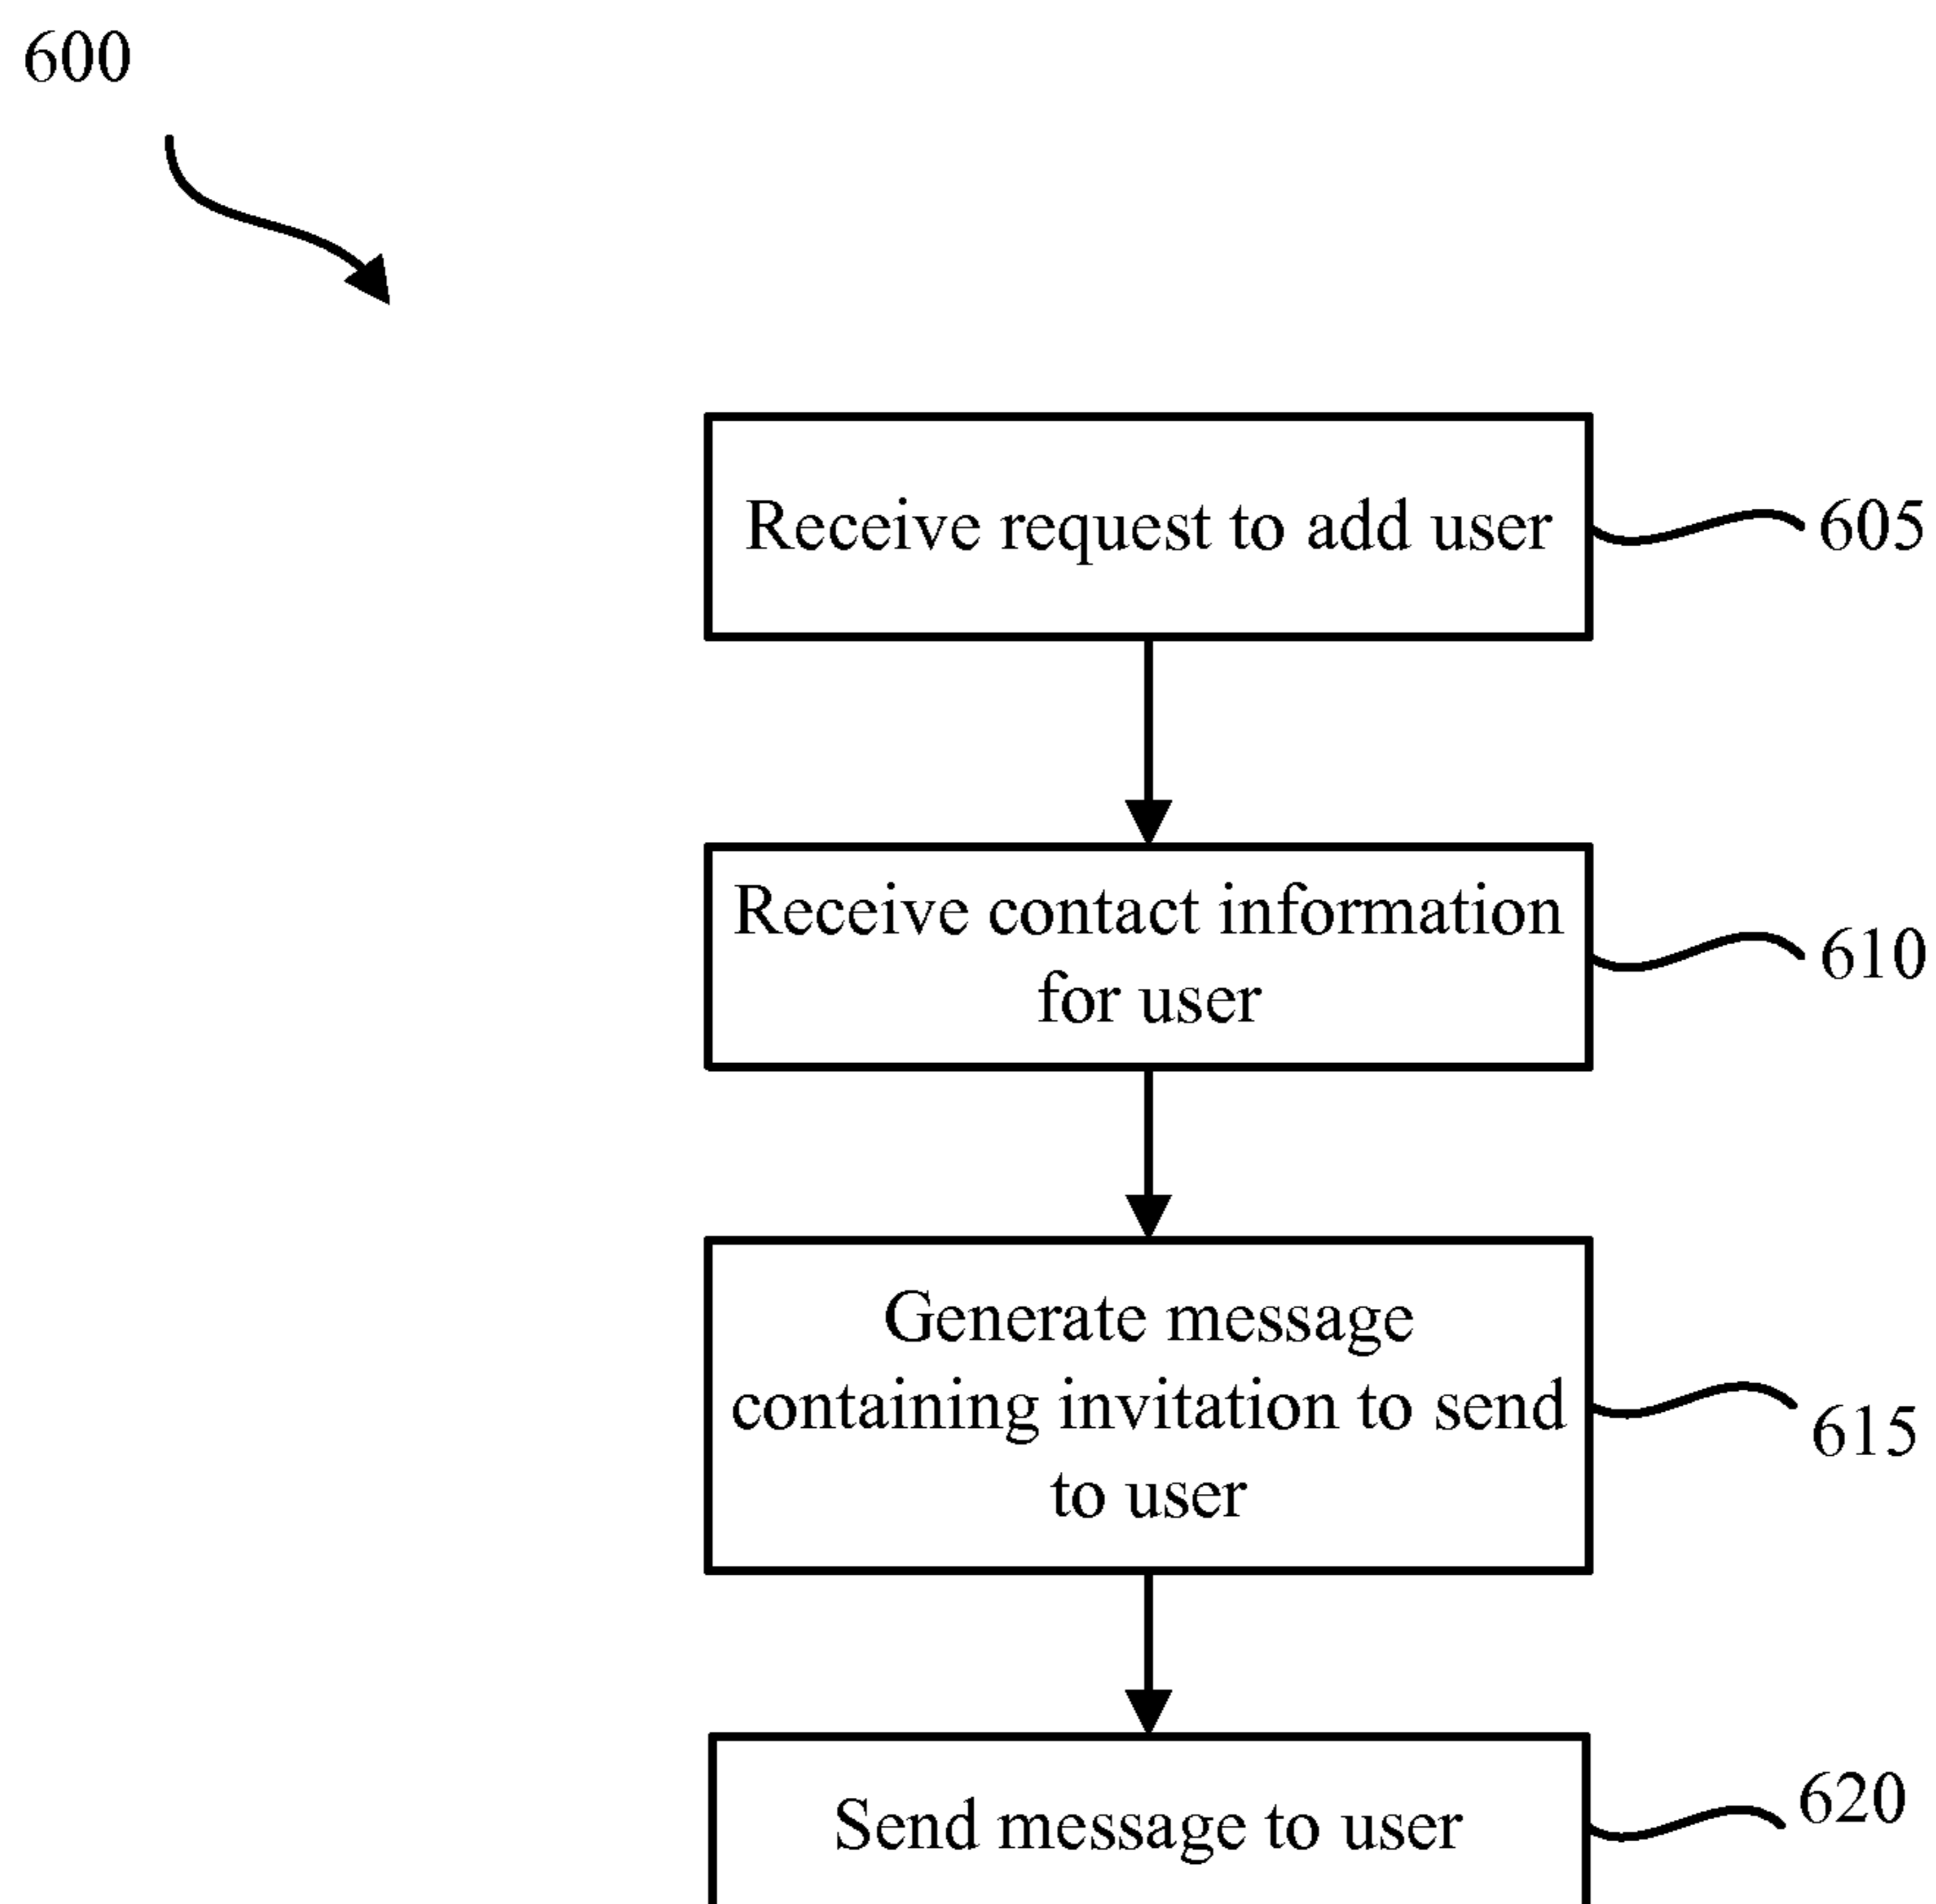 600
Receive request to add user
605
Receive contact information
for user
610
Generate message
containing invitation to send
to user
615
Send message to user
620